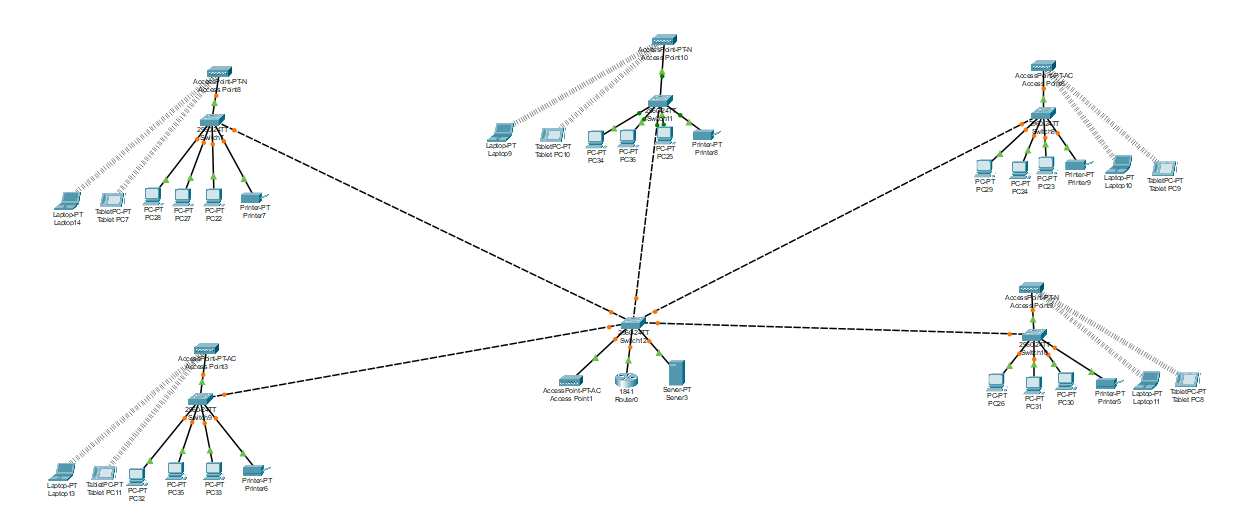 AccessPoint-PT-N
Access Point8
2960-24TT
Laptop-PT
Laptop14
TabletPC-PT
Tablet PC7
PC-PT
PC28
PC-PT
PC27
PC-PT
PC22
Printer-PT
Printer7
AccessPoint-PT-N
Access Point10
2960-24TT
Switch11
Laptop-PT
Laptop9
TabletPC-PT
Tablet PC10
PC-PT
PC34
PC-PT
PC36
PC-PT
PC25
Printer-PT
Printer8
AccessPoint-PT-AC
2960-24TT
PC-PT
PC29
PC-PT
PC24
PC-PT
PC23
Printer-PT
Printer9
Laptop-PT
Laptop10
TabletPC-PT
Tablet PC9
AccessPoint-PT-AC
Access Point3
2960-24TT
Switch9
Laptop-PT
Laptop13
TabletPC-PT
Tablet PC11
PC-PT
PC32
PC-PT
PC35
PC-PT
PC33
Printer-PT
Printer6
2960-24TT
Switch12
AccessPoint-PT-AC
Access Point1
1841
Router0
Server-PT
Server3
AccessPoint-PT-N
Access Point9
2960-24TT
Switch10
PC-PT
PC26
PC-PT
PC31
PC-PT
PC30
Printer-PT
Printer5
Laptop-PT
Laptop11
TabletPC-PT
Tablet PC8